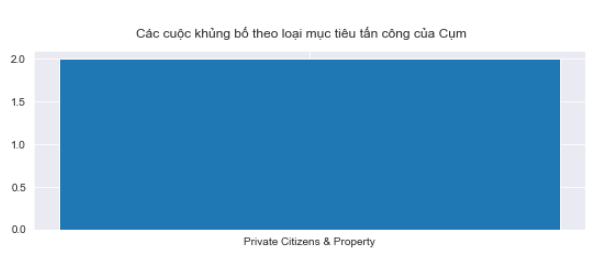 Các cuộc khủng bố theo loại mục tiêu tấn công của Cụm
2.0
1.5
1.0
0.5
0.0
Private Citizens & Property